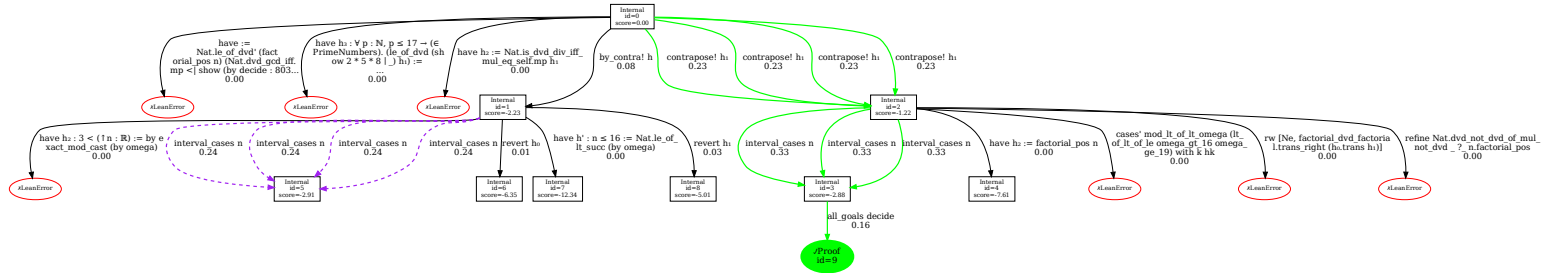 Internal
id=0
score=0.00
have :=
Nat.le_of_dvd' (fact
orial_pos n) (Nat.dvd_gcd_iff.
mp <| show (by decide : 803...
0.00
have h₃ : ∀ p : ℕ, p ≤ 17 → (∈
PrimeNumbers). (le_of_dvd (sh
ow 2 * 5 * 8 | _) h₁) :=
...
0.00
have h₂ := Nat.is_dvd_div_iff_
mul_eq_self.mp h₁
0.00
by_contra! h
0.08
contrapose! h₁
0.23
contrapose! h₁
0.23
contrapose! h₁
0.23
contrapose! h₁
0.23
✗LeanError
✗LeanError
✗LeanError
Internal
id=1
score=-2.23
Internal
id=2
score=-1.22
have h₂ : 3 < (↑n : ℝ) := by e
xact_mod_cast (by omega)
0.00
interval_cases n
0.24
interval_cases n
0.24
interval_cases n
0.24
interval_cases n
0.24
revert h₀
0.01
have h' : n ≤ 16 := Nat.le_of_
lt_succ (by omega)
0.00
revert h₁
0.03
interval_cases n
0.33
interval_cases n
0.33
interval_cases n
0.33
have h₂ := factorial_pos n
0.00
cases' mod_lt_of_lt_omega (lt_
of_lt_of_le omega_gt_16 omega_
ge_19) with k hk
0.00
rw [Ne, factorial_dvd_factoria
l.trans_right (h₀.trans h₁)]
0.00
refine Nat.dvd_not_dvd_of_mul_
not_dvd _ ?_ n.factorial_pos
0.00
✗LeanError
Internal
id=5
score=-2.91
Internal
id=6
score=-6.35
Internal
id=7
score=-12.34
Internal
id=8
score=-5.01
Internal
id=3
score=-2.88
Internal
id=4
score=-7.61
✗LeanError
✗LeanError
✗LeanError
all_goals decide
0.16
✓Proof
id=9